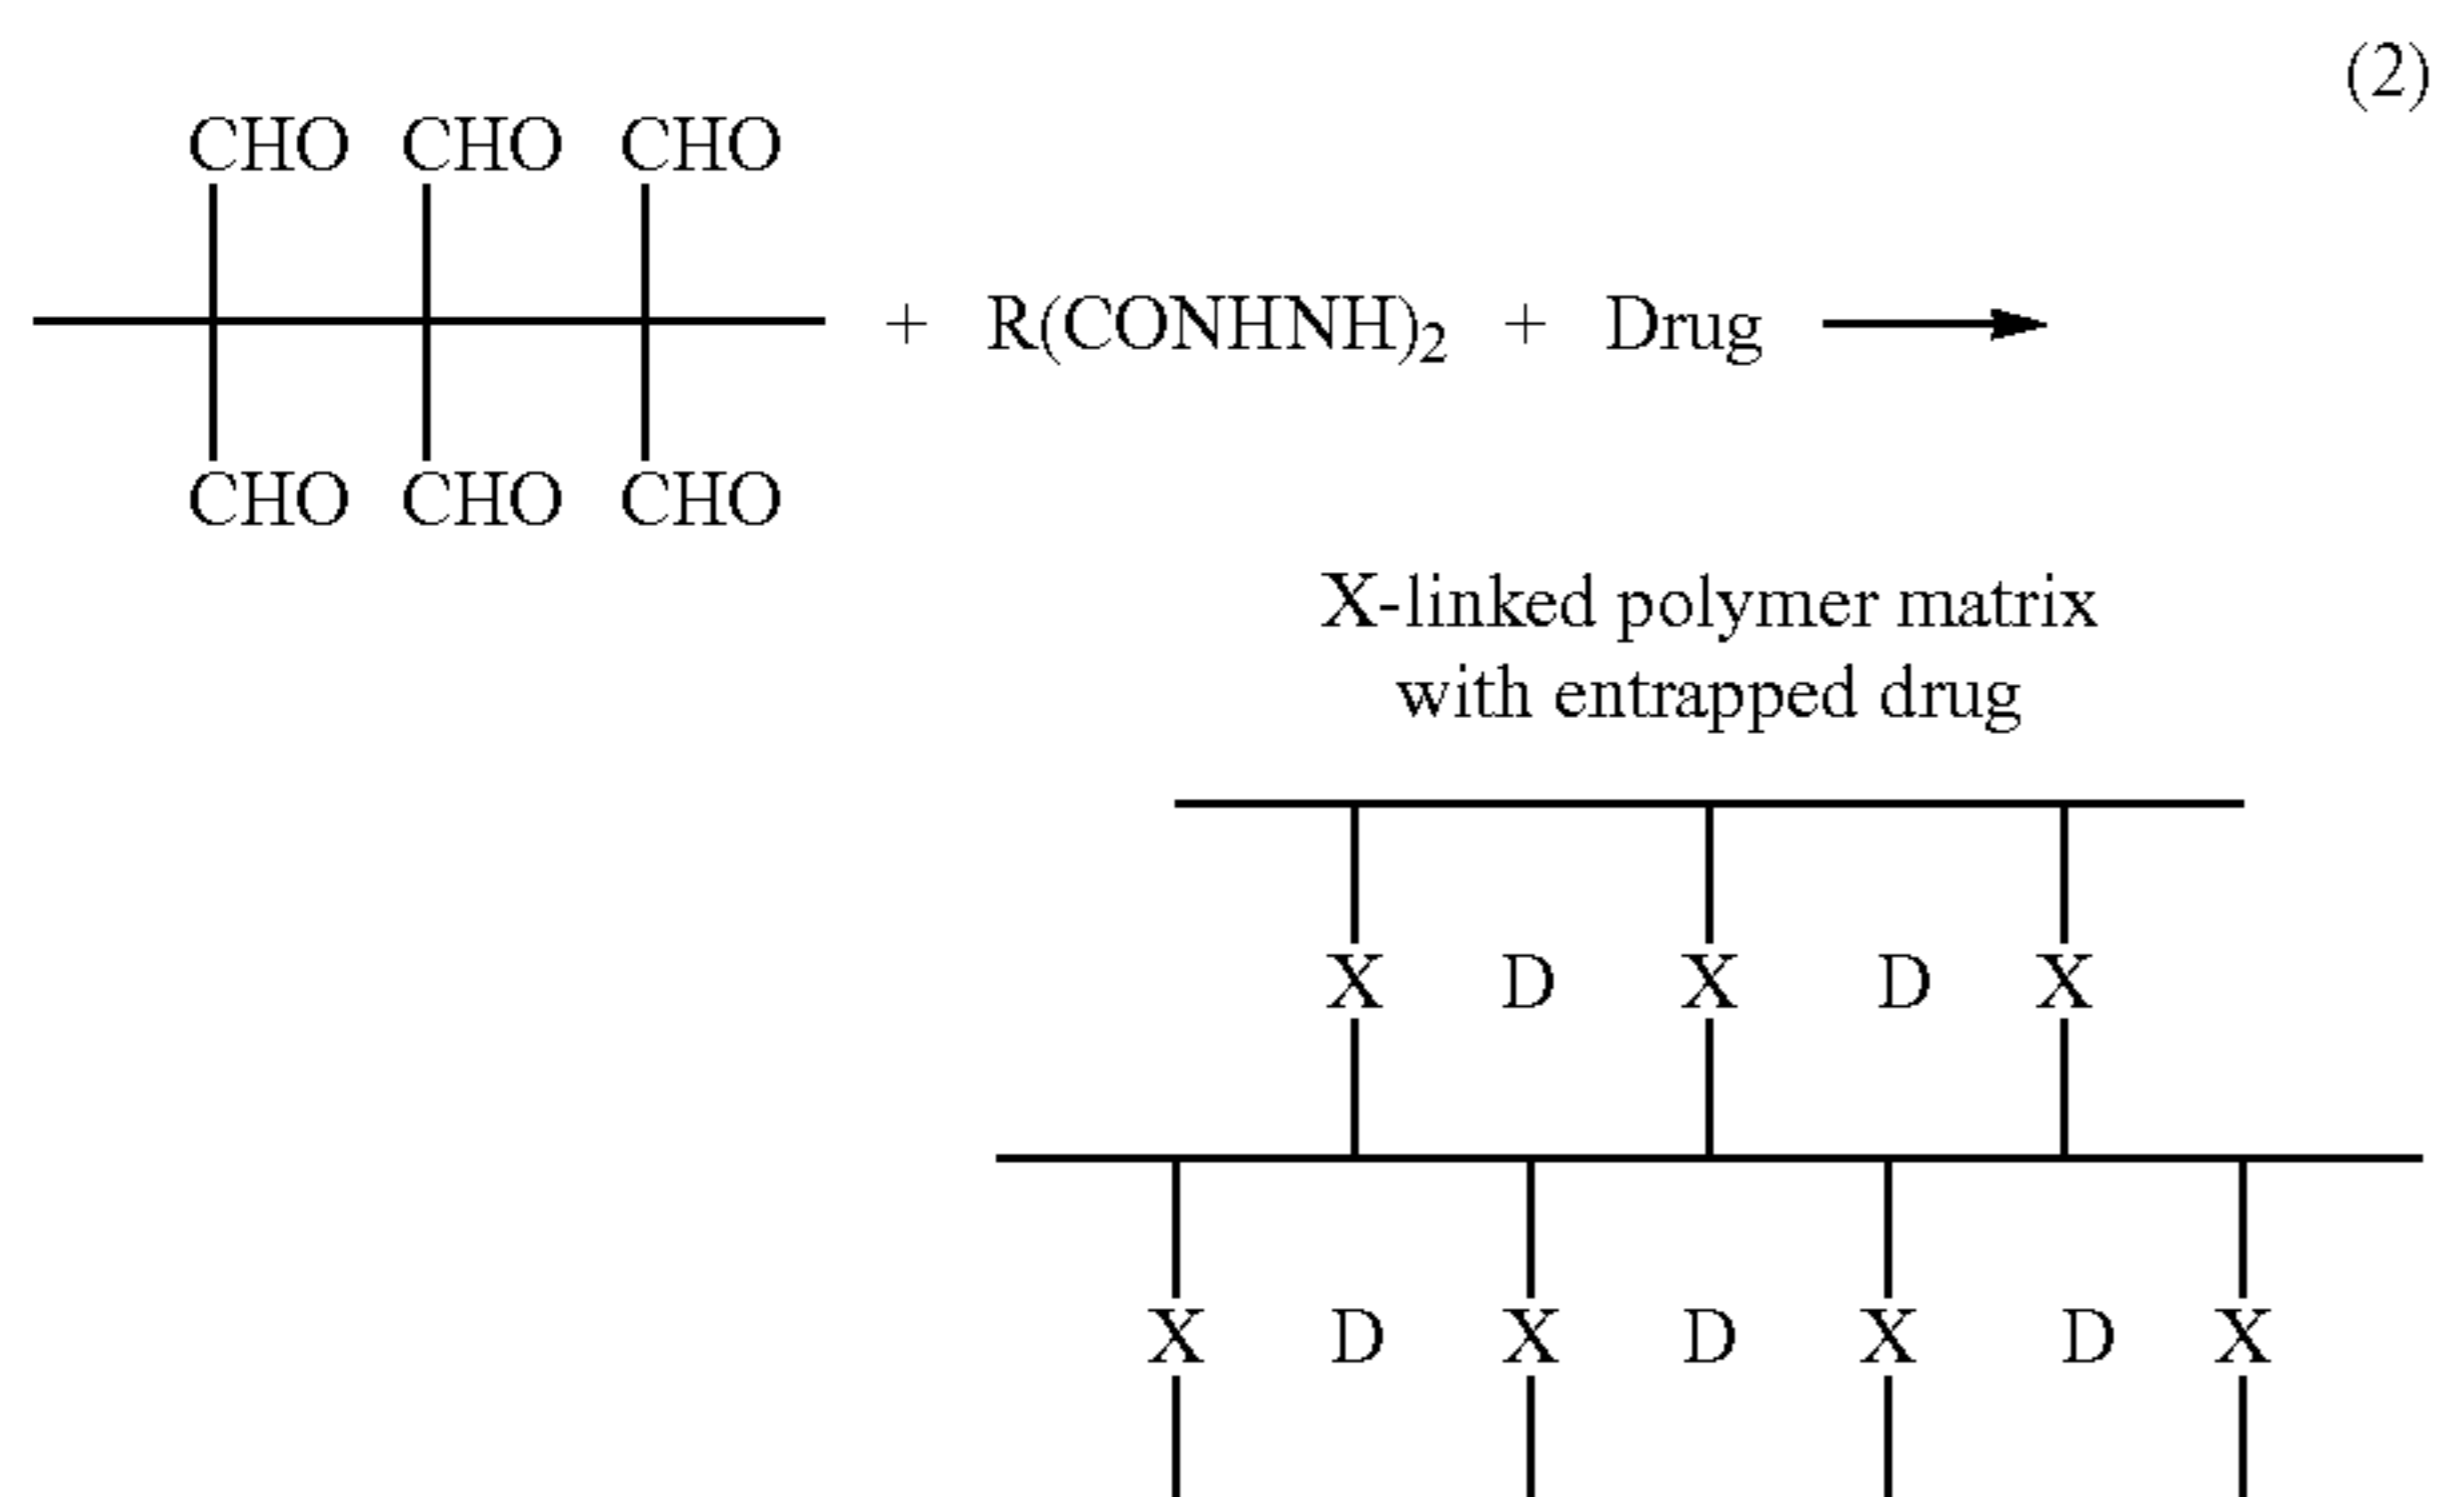 (2)
CHO CHO CHO
+ R(CONHNH)₂ + Drug
CHO CHO CHO
X-linked polymer matrix
with entrapped drug
X D X D X
X D X D X D X